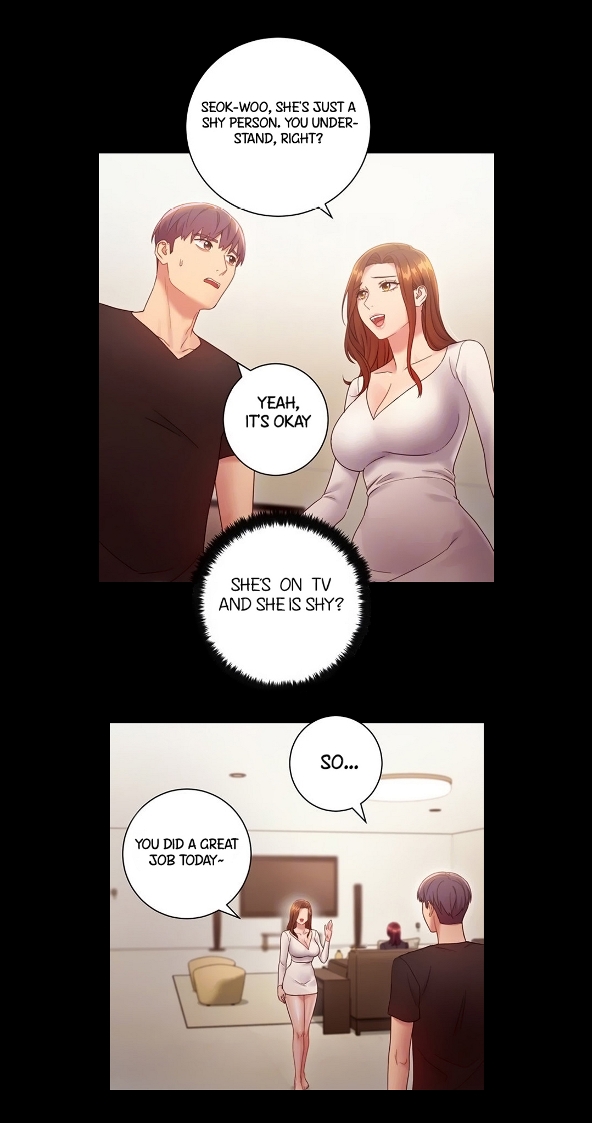 SEOK-WOO, SHE'S JUST A
SHY PERSON. YOU UNDER-
STAND, RIGHT?
YEAH,
IT'S OKAY
SHE'S ON TV
AND SHE IS SHY?
SO...
YOU DID A GREAT
JOB TODAY~